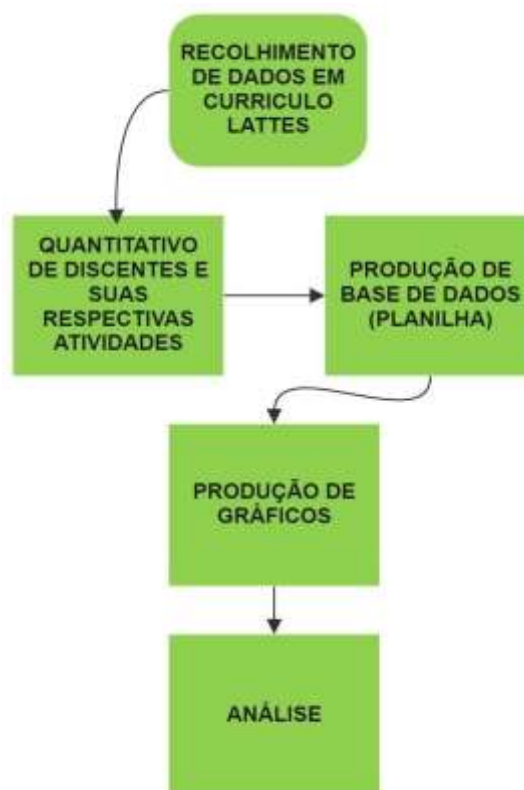 RECOLHIMENTO
DE DADOS EM
CURRICULO
LATTES
QUANTITATIVO
DE DISCENTES E
SUAS
RESPECTIVAS
ATIVIDADES
PRODUÇÃO DE
BASE DE DADOS
(PLANILHA)
PRODUÇÃO DE
GRÁFICOS
ANÁLISE